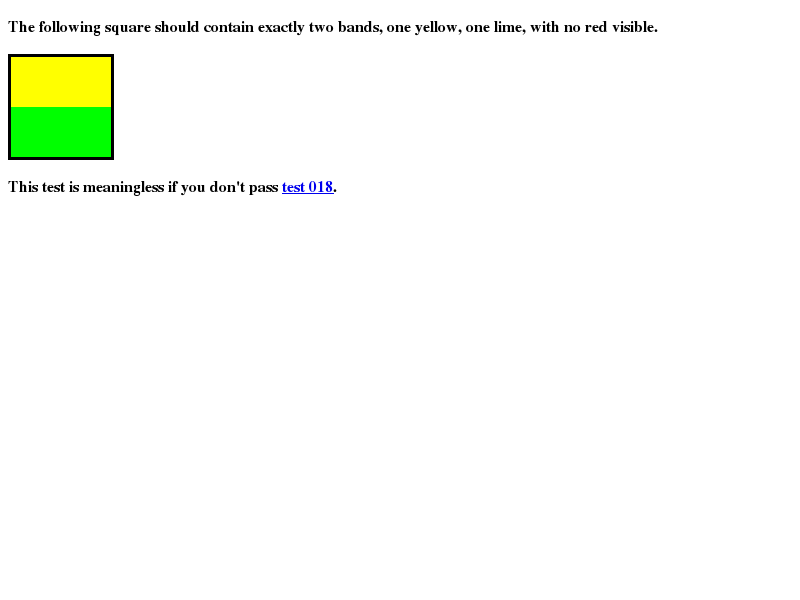 The following square should contain exactly two bands, one yellow, one lime, with no red visible.
This test is meaningless if you don't pass test 018.